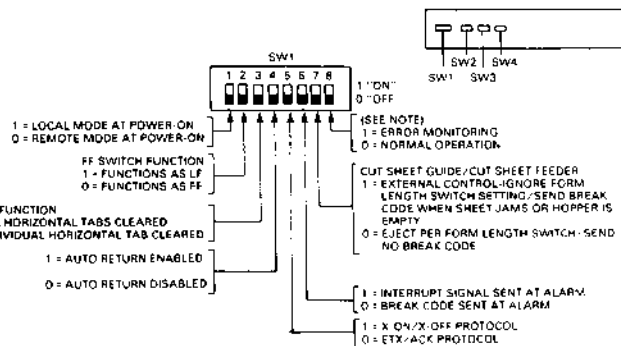 SW1
1 2 3 4 5 6 7 8
1 "ON"
0 "OFF
SW2 SW4
SW1 SW3
1 = LOCAL MODE AT POWER-ON
0 = REMOTE MODE AT POWER-ON
FF SWITCH FUNCTION
1 - FUNCTIONS AS LF
0 = FUNCTIONS AS FF
FUNCTION
HORIZONTAL TABS CLEARED
VIDUAL HORIZONTAL TAB CLEARED
1 = AUTO RETURN ENABLED
0 = AUTO RETURN DISABLED
(SEE NOTE)
1 = ERROR MONITORING
0 = NORMAL OPERATION
CUT SHEET GUIDE/CUT SHEET FEEDER
1 = EXTERNAL CONTROL-IGNORE FORM
LENGTH SWITCH SETTING/SEND BREAK
CODE WHEN SHEET JAMS OR HOPPER IS
EMPTY
0 = EJECT PER FORM LENGTH SWITCH - SEND
NO BREAK CODE
1 = INTERRUPT SIGNAL SENT AT ALARM
0 = BREAK CODE SENT AT ALARM
1 = X-ON/X-OFF PROTOCOL
0 = ETX/ACK PROTOCOL